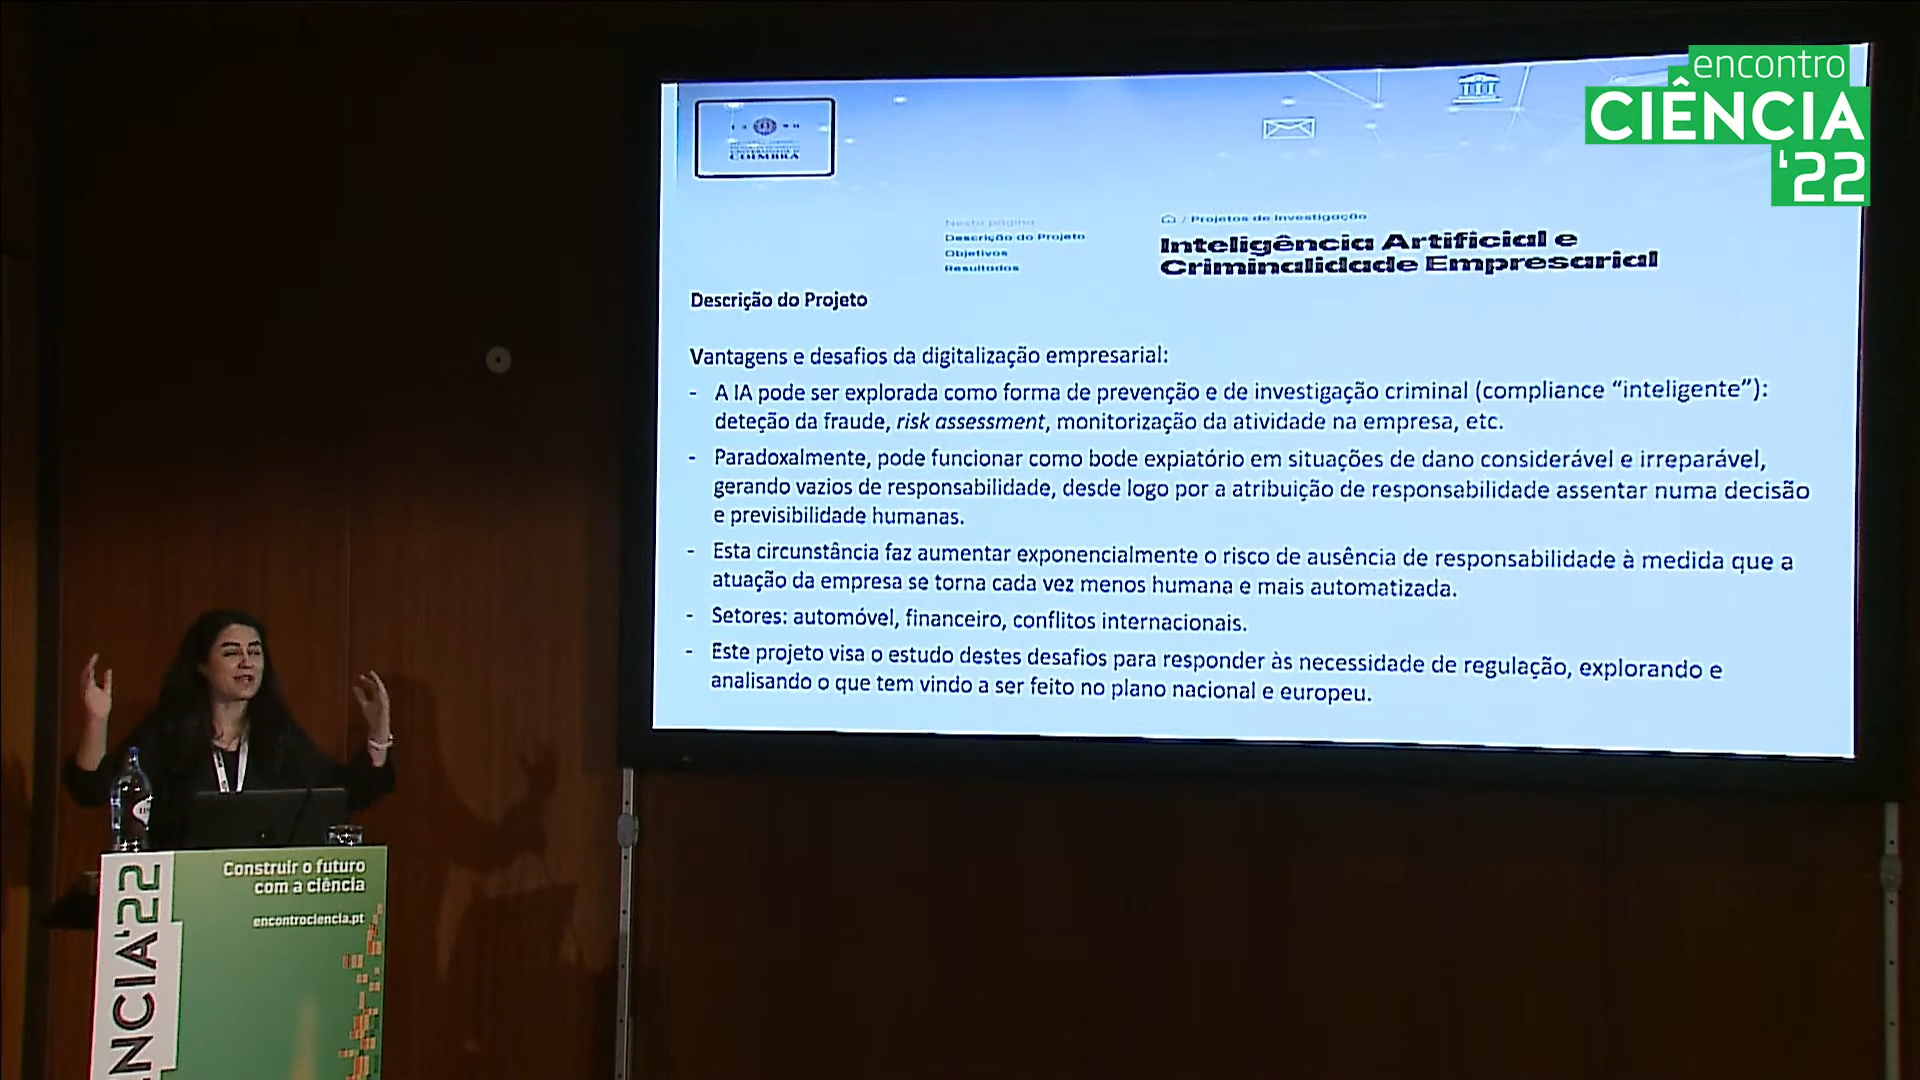 encontro
CIÊNCIA
'22
COIMBRA
Nesta página
Descrição do Projeto
Objetivos
Resultados
/ Projetos de Investigação
Inteligência Artificial e
Criminalidade Empresarial
Descrição do Projeto
Vantagens e desafios da digitalização empresarial:
- A IA pode ser explorada como forma de prevenção e de investigação criminal (compliance “inteligente”):
deteção da fraude, risk assessment, monitorização da atividade na empresa, etc.
- Paradoxalmente, pode funcionar como bode expiatório em situações de dano considerável e irreparável,
gerando vazios de responsabilidade, desde logo por a atribuição de responsabilidade assentar numa decisão
e previsibilidade humanas.
- Esta circunstância faz aumentar exponencialmente o risco de ausência de responsabilidade à medida que a
atuação da empresa se torna cada vez menos humana e mais automatizada.
- Setores: automóvel, financeiro, conflitos internacionais.
- Este projeto visa o estudo destes desafios para responder às necessidade de regulação, explorando e
analisando o que tem vindo a ser feito no plano nacional e europeu.
Construir o futuro
com a ciência
encontrociencia.pt
NCIA'22